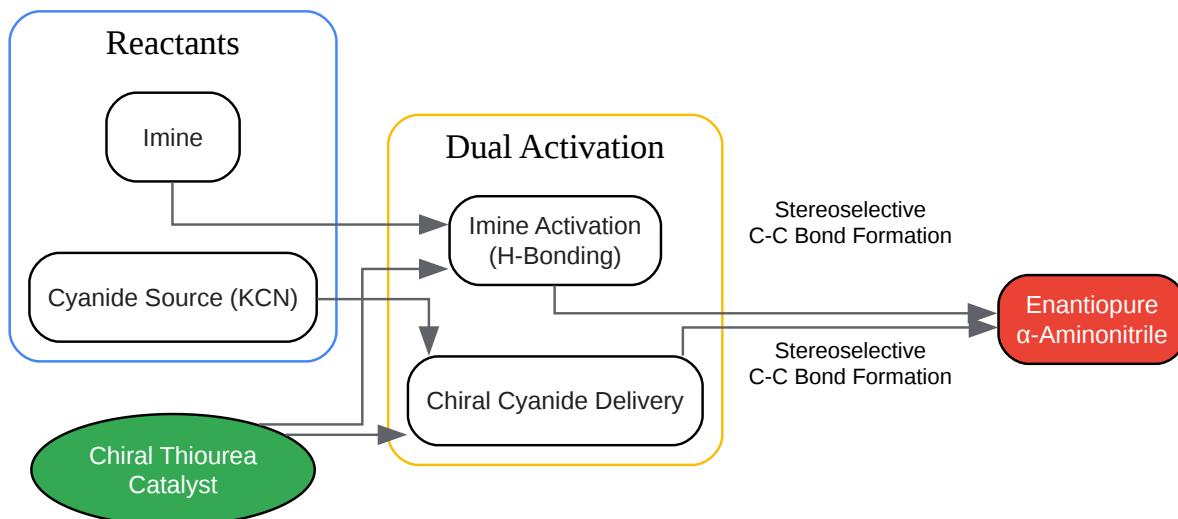 Reactants
Imine
Cyanide Source (KCN)
Chiral Thiourea
Catalyst
Dual Activation
Imine Activation
(H-Bonding)
Chiral Cyanide Delivery
Stereoselective
C-C Bond Formation
Stereoselective
C-C Bond Formation
Enantiopure
α-Aminonitrile